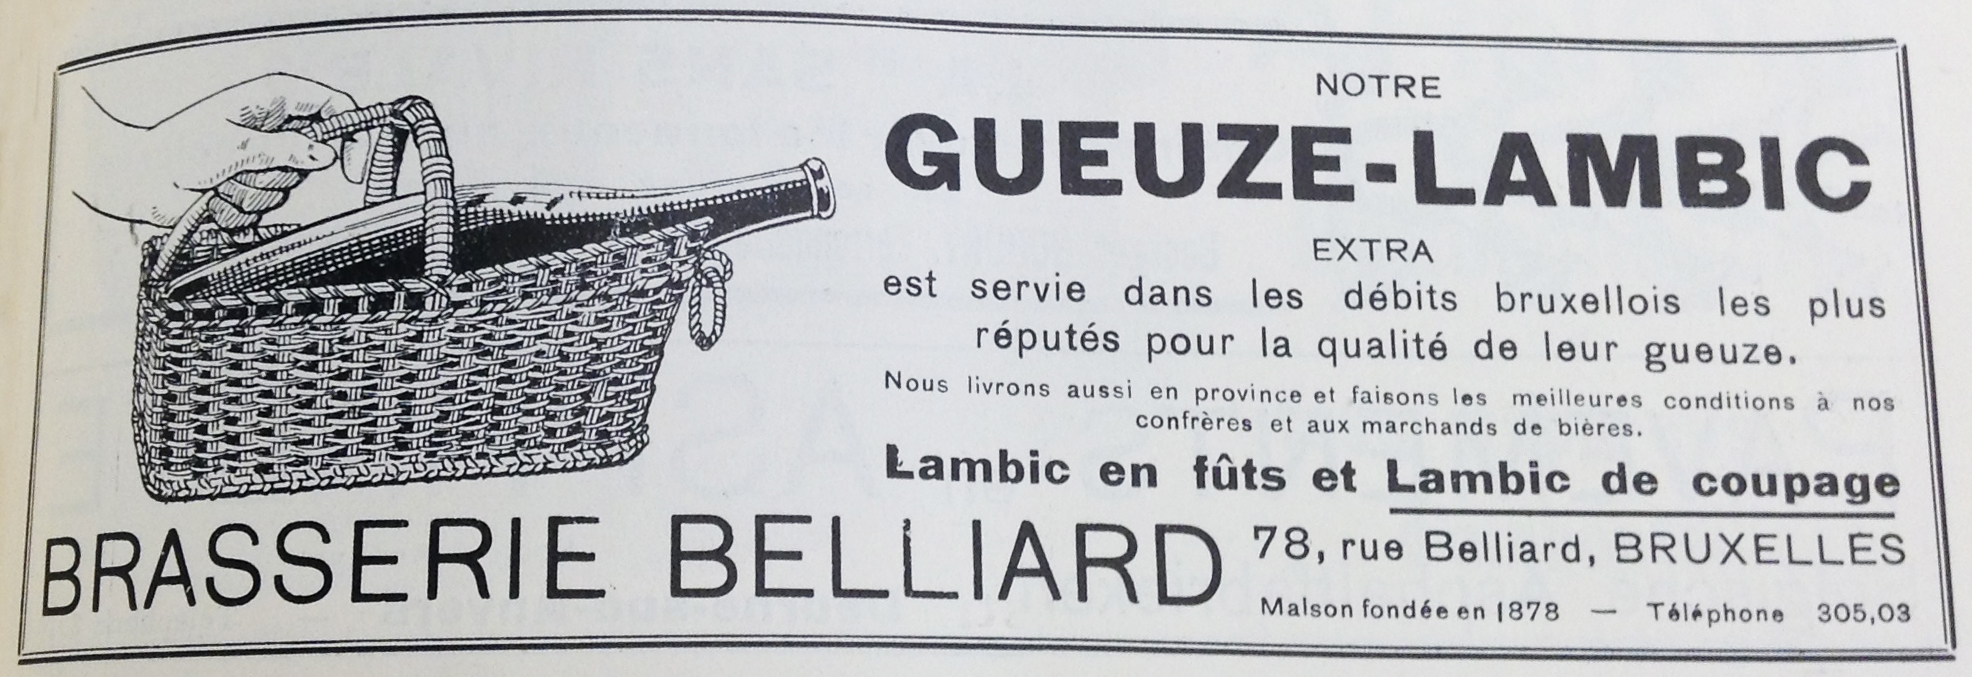 NOTRE
GUEUZE-LAMBIC
EXTRA
est servie dans les débits bruxellois les plus
réputés pour la qualité de leur gueuze.
Nous livrons aussi en province et faisons les meilleures conditions à nos
confrères et aux marchands de bières.
Lambic en fûts et Lambic de coupage
BRASSERIE BELLIARD
78, rue Belliard, BRUXELLES
Maison fondée en 1878 — Téléphone 305,03